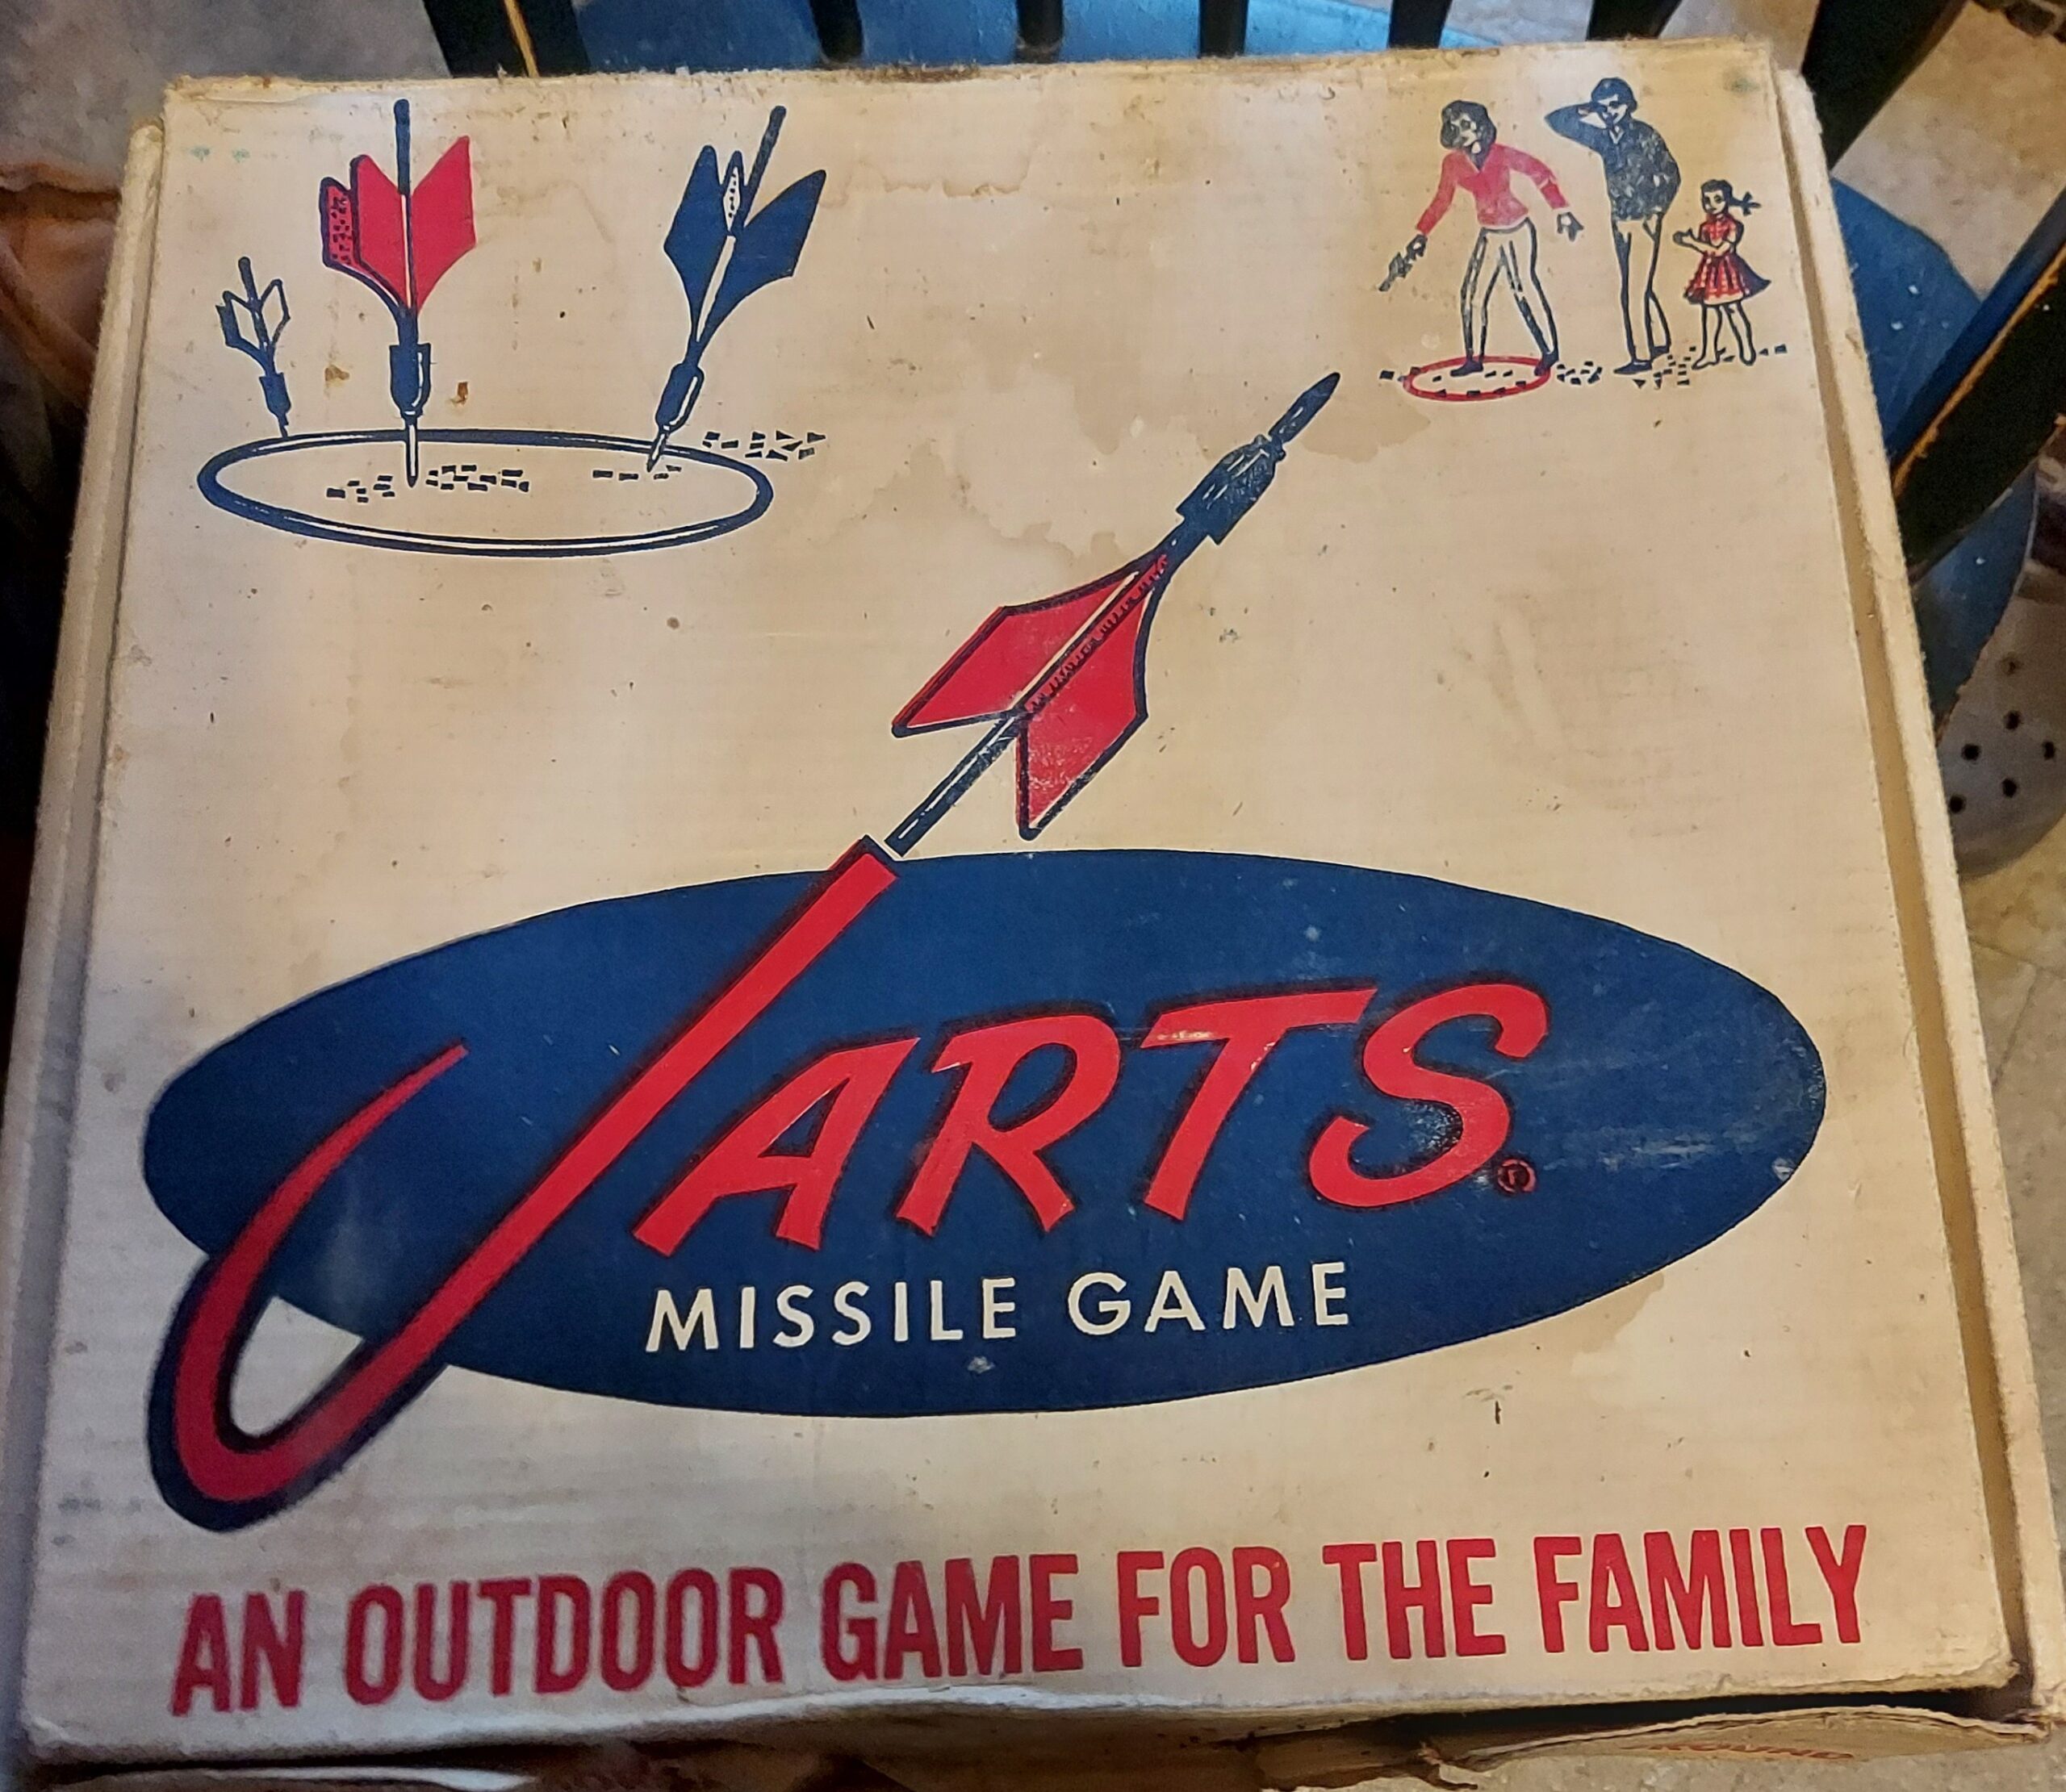 JARTS®
MISSILE GAME
AN OUTDOOR GAME FOR THE FAMILY